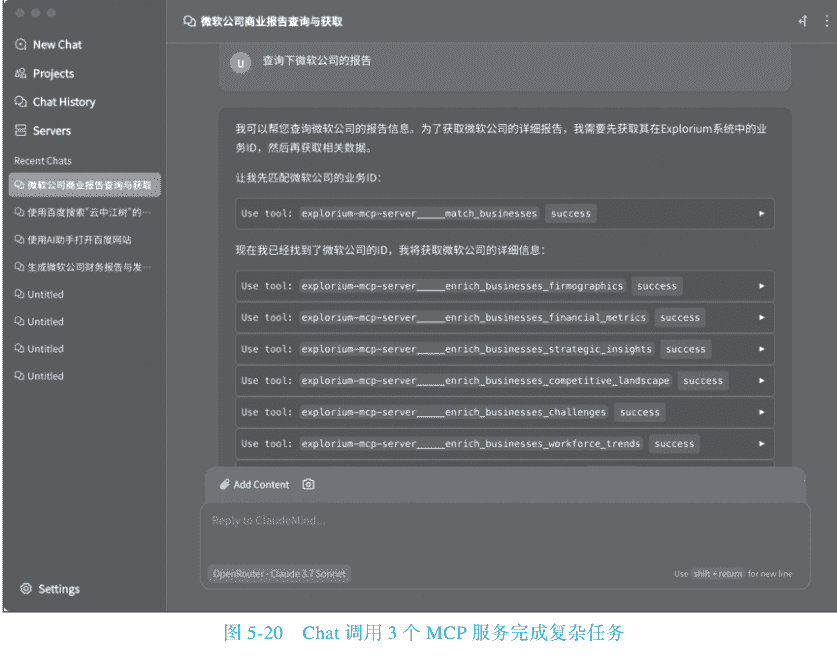 微软公司商业报告查询与获取
New Chat
Projects
Chat History
Servers
Recent Chats
微软公司商业报告查询与获取
使用百度搜索"云中江树"的…
使用AI助手打开百度网站
生成微软公司财务报告与发…
Untitled
Untitled
Untitled
Untitled
Settings
U 查询下微软公司的报告
我可以帮您查询微软公司的报告信息。为了获取微软公司的详细报告，我需要先获取其在Explorium系统中的业
务ID，然后再获取相关数据。
让我先匹配微软公司的业务ID：
Use tool: explorium-mcp-server_____match_businesses success
现在我已经找到了微软公司的ID，我将获取微软公司的详细信息：
Use tool: explorium-mcp-server_____enrich_businesses_firmographics success
Use tool: explorium-mcp-server_____enrich_businesses_financial_metrics success
Use tool: explorium-mcp-server_____enrich_businesses_strategic_insights success
Use tool: explorium-mcp-server_____enrich_businesses_competitive_landscape success
Use tool: explorium-mcp-server_____enrich_businesses_challenges success
Use tool: explorium-mcp-server_____enrich_businesses_workforce_trends success
Add Content
Reply to ClaudeMind...
OpenRouter - Claude 3.7 Sonnet
Use shift + return for new line
图 5-20 Chat 调用 3 个 MCP 服务完成复杂任务